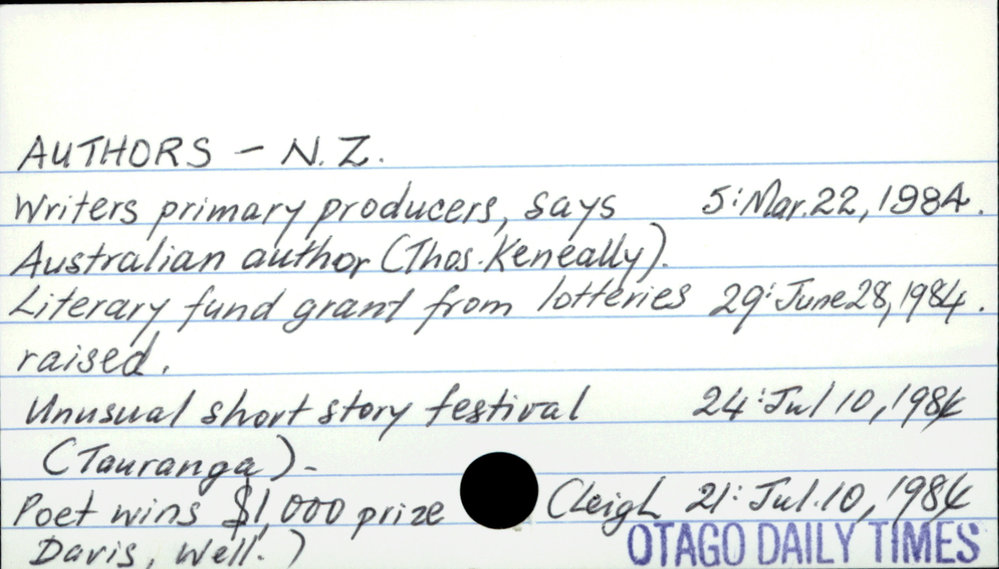 AUTHORS - N.Z.
Writers primary producers, says 5: Mar. 22, 1984.
Australian author (Thos. Keneally).
Literary fund grant from lotteries 29: June 28, 1984.
raised.
Unusual short story festival 24: Jul 10, 1984
(Tauranga)-
Poet wins $1,000 prize (Leigh 21: Jul. 10, 1984
Davis, Well.)
OTAGO DAILY TIMES